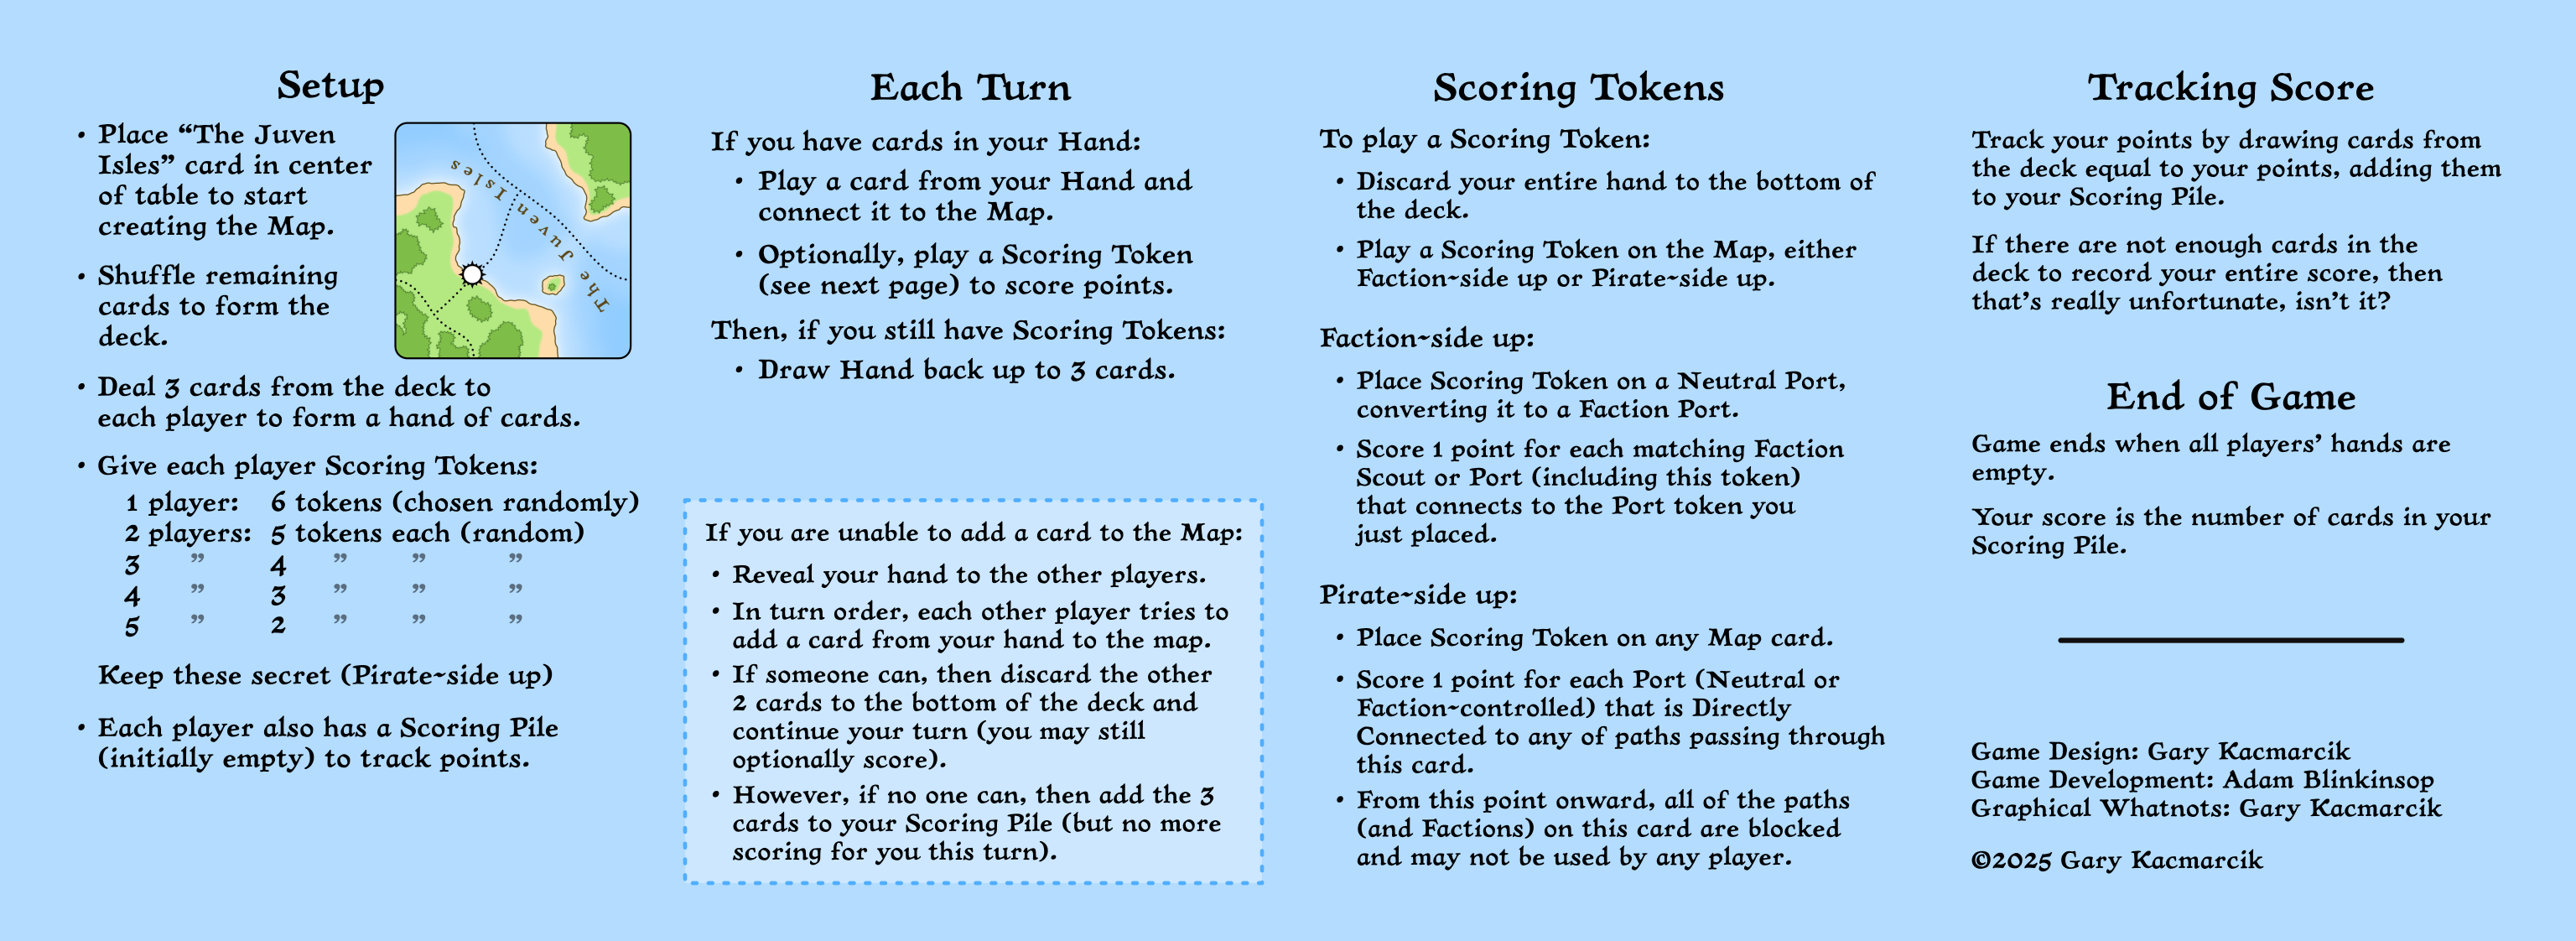 Setup
• Place “The Juven
Isles” card in center
of table to start
creating the Map.
The Juven Isles
• Shuffle remaining
cards to form the
deck.
• Deal 3 cards from the deck to
each player to form a hand of cards.
• Give each player Scoring Tokens:
1 player: 6 tokens (chosen randomly)
2 players: 5 tokens each (random)
3 ” 4 ” ” ”
4 ” 3 ” ” ”
5 ” 2 ” ” ”
Keep these secret (Pirate~side up)
• Each player also has a Scoring Pile
(initially empty) to track points.
Each Turn
If you have cards in your Hand:
• Play a card from your Hand and
connect it to the Map.
• Optionally, play a Scoring Token
(see next page) to score points.
Then, if you still have Scoring Tokens:
• Draw Hand back up to 3 cards.
If you are unable to add a card to the Map:
• Reveal your hand to the other players.
• In turn order, each other player tries to
add a card from your hand to the map.
• If someone can, then discard the other
2 cards to the bottom of the deck and
continue your turn (you may still
optionally score).
• However, if no one can, then add the 3
cards to your Scoring Pile (but no more
scoring for you this turn).
Scoring Tokens
To play a Scoring Token:
• Discard your entire hand to the bottom of
the deck.
• Play a Scoring Token on the Map, either
Faction~side up or Pirate~side up.
Faction~side up:
• Place Scoring Token on a Neutral Port,
converting it to a Faction Port.
• Score 1 point for each matching Faction
Scout or Port (including this token)
that connects to the Port token you
just placed.
Pirate~side up:
• Place Scoring Token on any Map card.
• Score 1 point for each Port (Neutral or
Faction~controlled) that is Directly
Connected to any of paths passing through
this card.
• From this point onward, all of the paths
(and Factions) on this card are blocked
and may not be used by any player.
Tracking Score
Track your points by drawing cards from
the deck equal to your points, adding them
to your Scoring Pile.
If there are not enough cards in the
deck to record your entire score, then
that’s really unfortunate, isn’t it?
End of Game
Game ends when all players’ hands are
empty.
Your score is the number of cards in your
Scoring Pile.
Game Design: Gary Kacmarcik
Game Development: Adam Blinkinsop
Graphical Whatnots: Gary Kacmarcik
©2025 Gary Kacmarcik